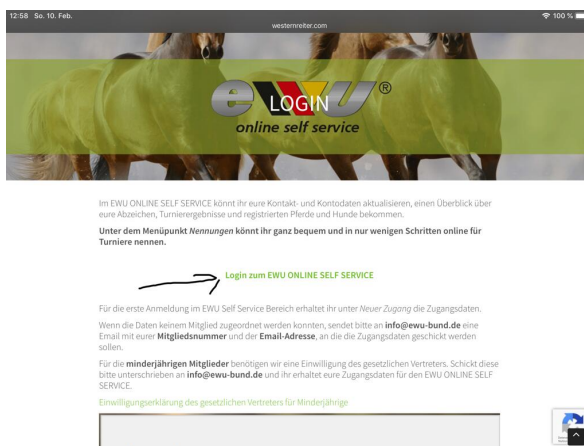 12:58 So. 10. Feb.
100 %
westernreiter.com
ewu ®
LOGIN
online self service
Im EWU ONLINE SELF SERVICE könnt ihr eure Kontakt- und Kontodaten aktualisieren, einen Überblick über
eure Abzeichen, Turnierergebnisse und registrierten Pferde und Hunde bekommen.
Unter dem Menüpunkt Nennungen könnt ihr ganz bequem und in nur wenigen Schritten online für
Turniere nennen.
Login zum EWU ONLINE SELF SERVICE
Für die erste Anmeldung im EWU Self Service Bereich erhaltet ihr unter Neuer Zugang die Zugangsdaten.
Wenn die Daten keinem Mitglied zugeordnet werden konnten, sendet bitte an info@ewu-bund.de eine
Email mit eurer Mitgliedsnummer und der Email-Adresse, an die die Zugangsdaten geschickt werden
sollen.
Für die minderjährigen Mitglieder benötigen wir eine Einwilligung des gesetzlichen Vertreters. Schickt diese
bitte unterschrieben an info@ewu-bund.de und ihr erhaltet eure Zugangsdaten für den EWU ONLINE SELF
SERVICE.
Einwilligungserklärung des gesetzlichen Vertreters für Minderjährige